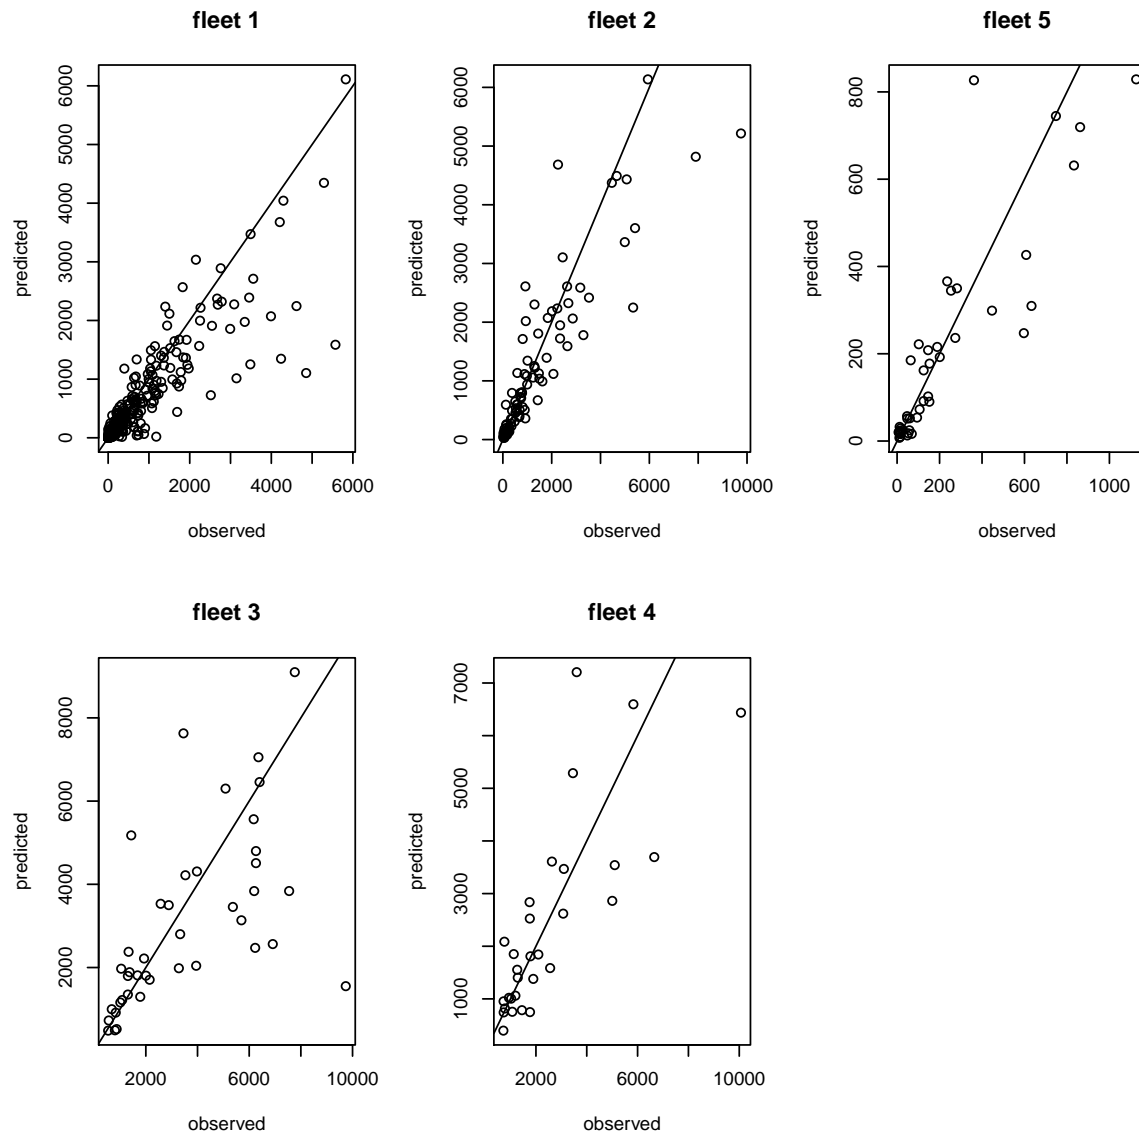 fleet 1
predicted
0 1000 2000 3000 4000 5000 6000
0 2000 4000 6000
observed
fleet 2
predicted
0 1000 2000 3000 4000 5000 6000
0 2000 6000 10000
observed
fleet 5
predicted
0 200 400 600 800
0 200 600 1000
observed
fleet 3
predicted
2000 4000 6000 8000
2000 6000 10000
observed
fleet 4
predicted
1000 3000 5000 7000
2000 6000 10000
observed